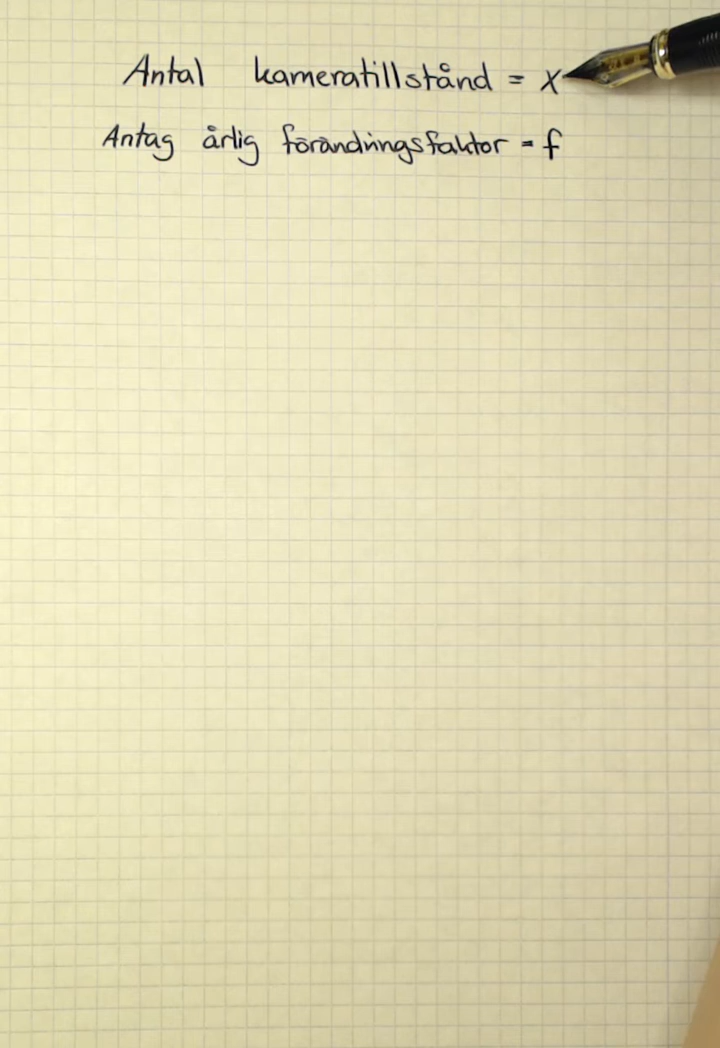 Antal kameratillstånd = x
Antag årlig förändringsfaktor = f